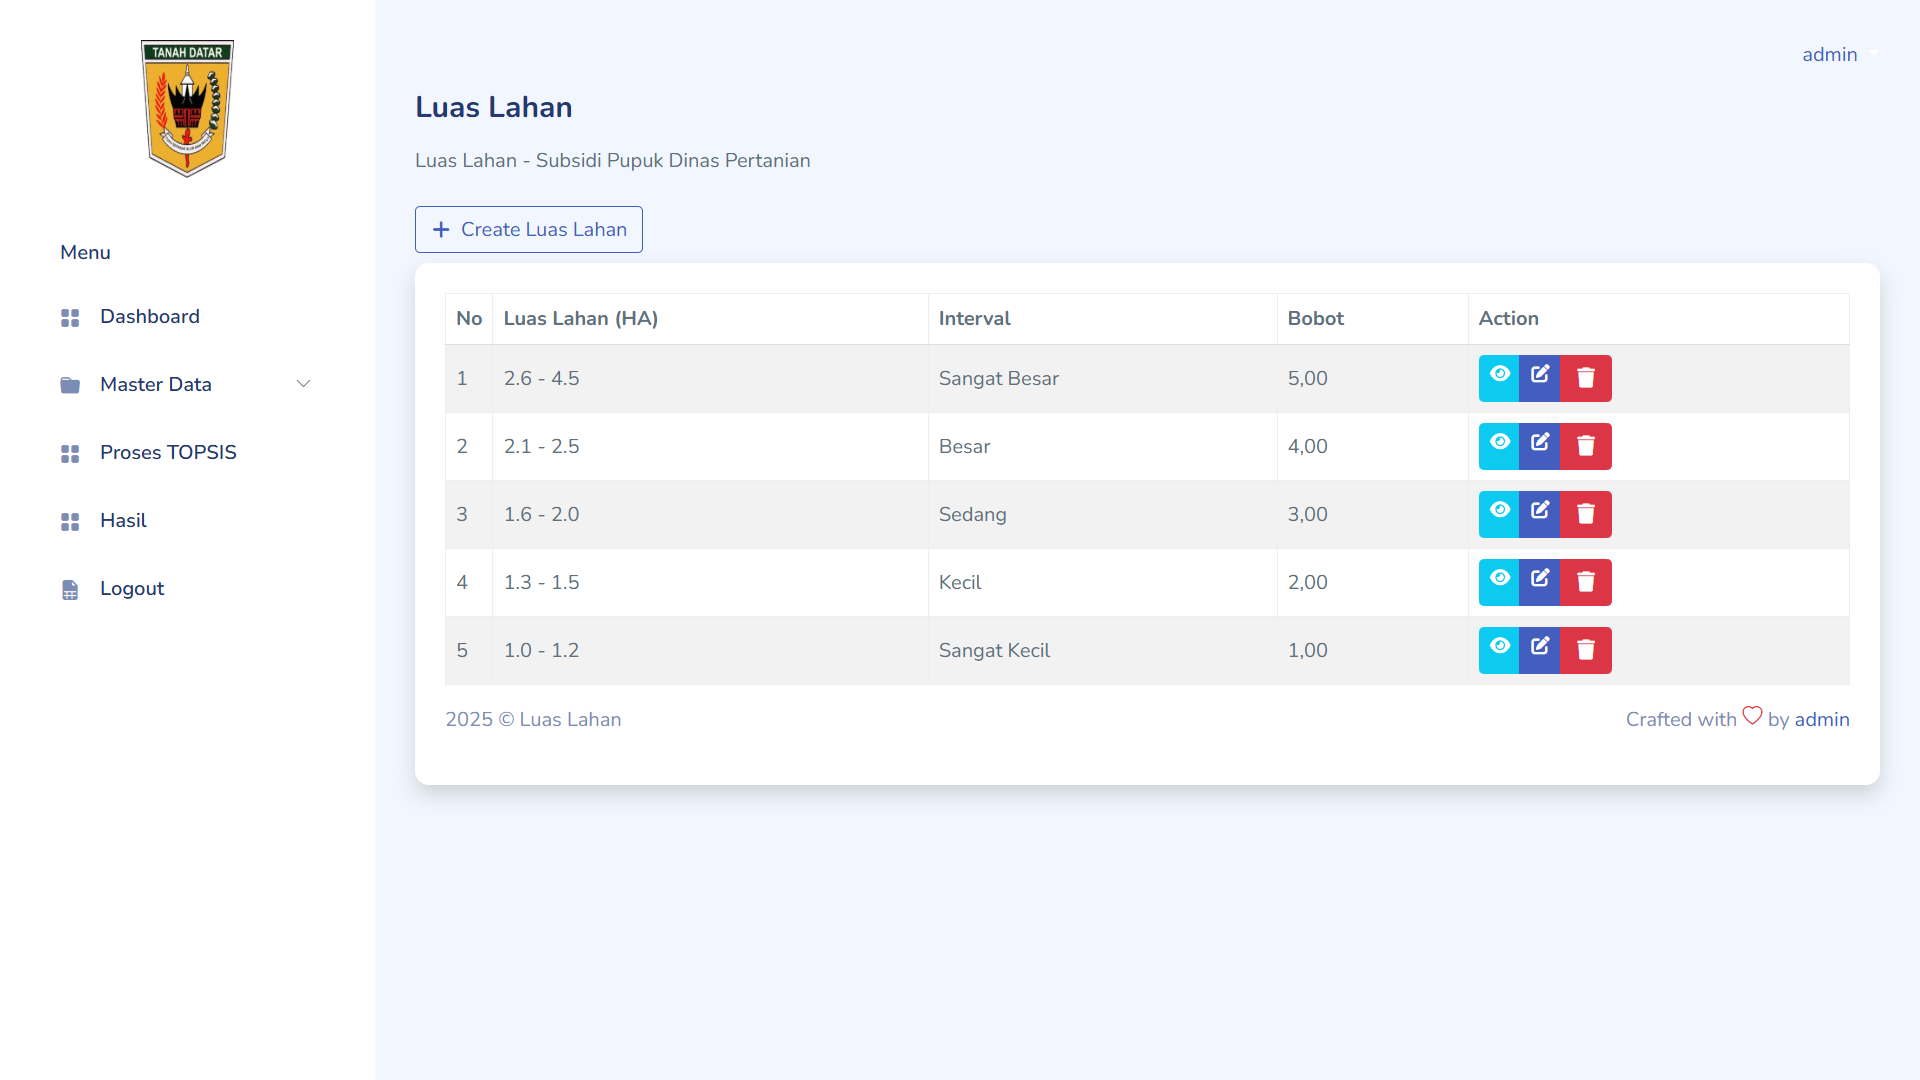 TANAH DATAR
admin
Luas Lahan
Luas Lahan - Subsidi Pupuk Dinas Pertanian
Menu
Dashboard
Master Data
Proses TOPSIS
Hasil
Logout
+ Create Luas Lahan
No Luas Lahan (HA) Interval Bobot Action
1 2.6 - 4.5 Sangat Besar 5,00
2 2.1 - 2.5 Besar 4,00
3 1.6 - 2.0 Sedang 3,00
4 1.3 - 1.5 Kecil 2,00
5 1.0 - 1.2 Sangat Kecil 1,00
2025 © Luas Lahan
Crafted with ♡ by admin